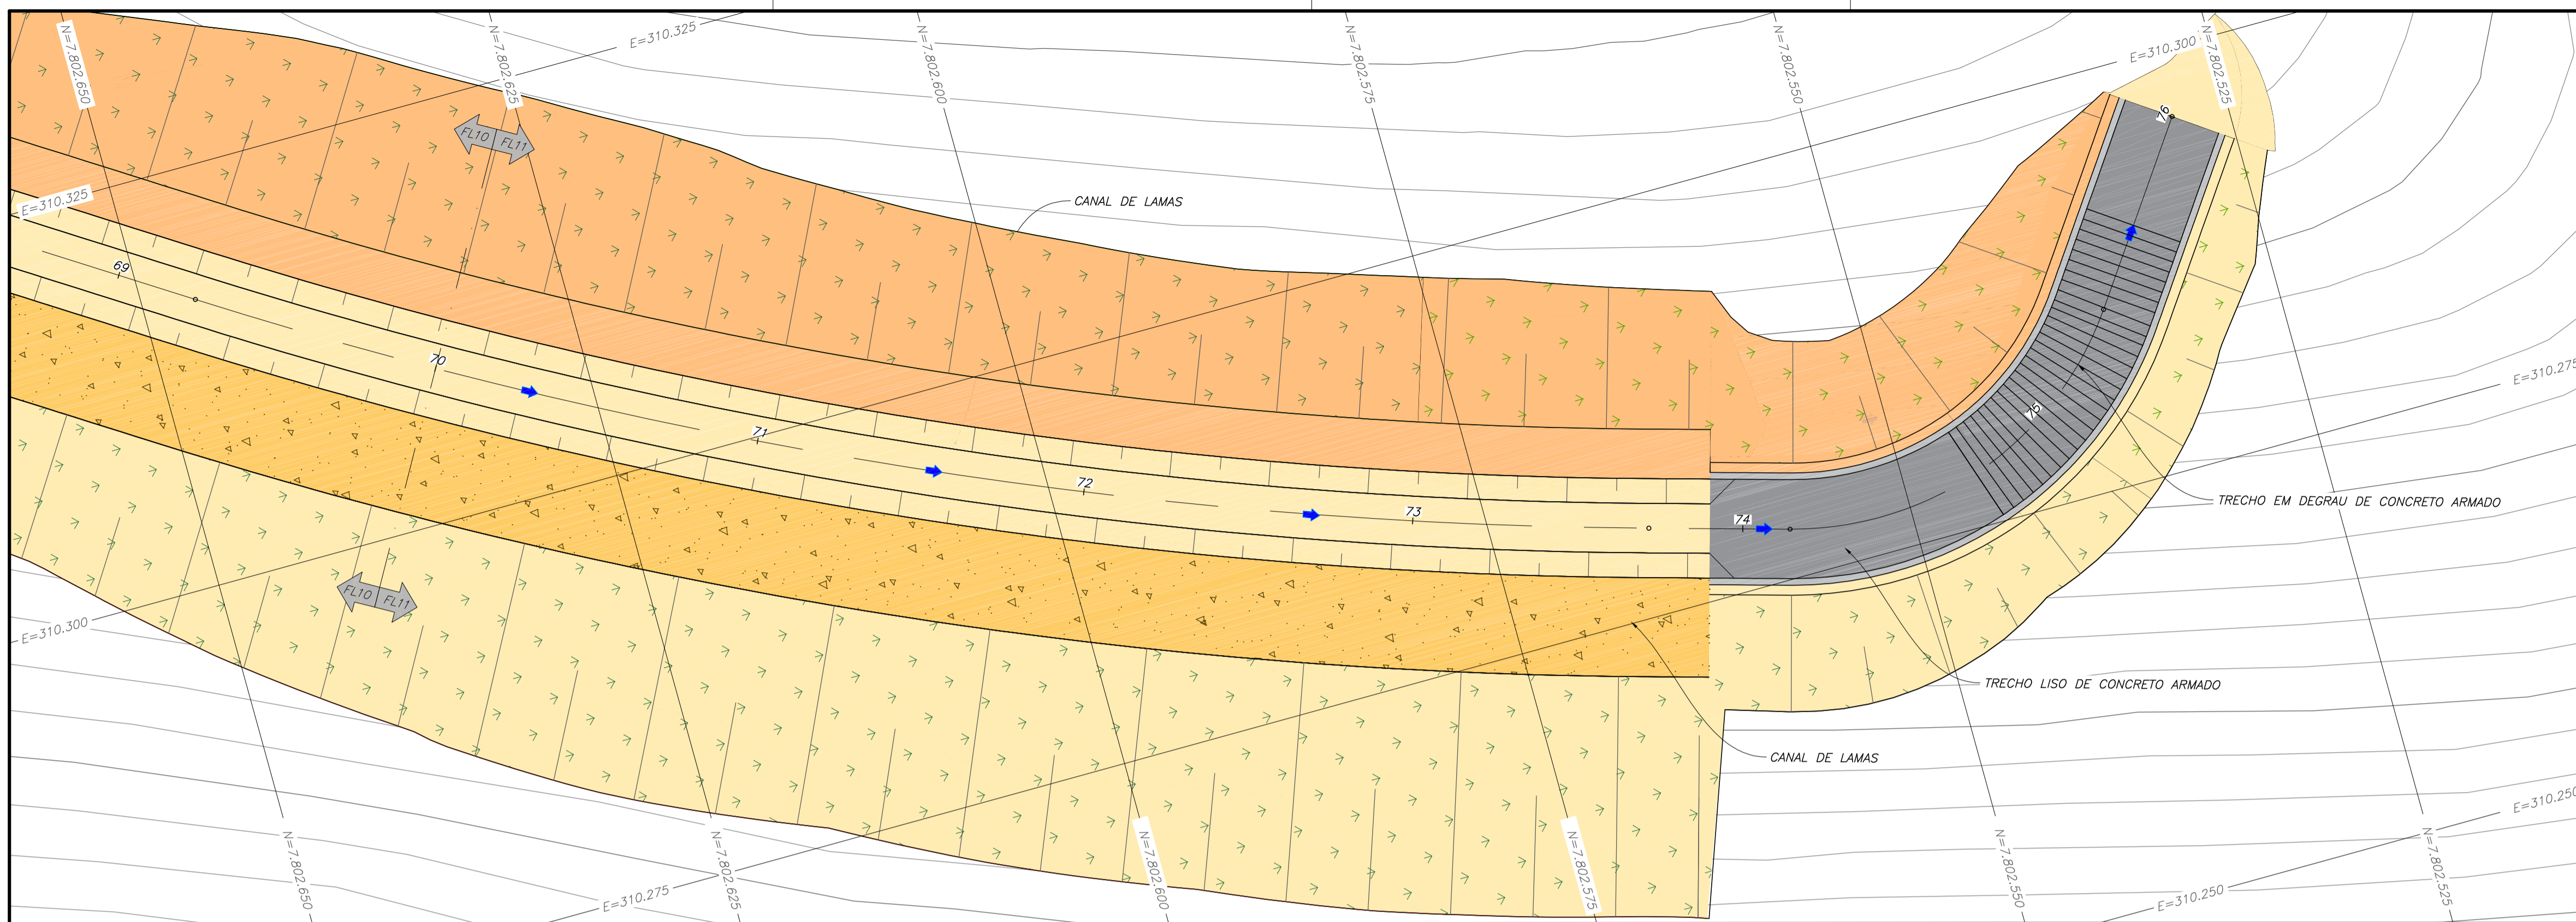 N=7.802.650
N=7.802.625
N=7.802.600
N=7.802.575
N=7.802.550
N=7.802.525
E=310.325
E=310.300
76
FL10
FL11
CANAL DE LAMAS
E=310.325
69
70
71
72
73
74
75
E=310.275
TRECHO EM DEGRAU DE CONCRETO ARMADO
FL10
FL11
E=310.300
TRECHO LISO DE CONCRETO ARMADO
CANAL DE LAMAS
E=310.250
N=7.802.650
N=7.802.625
N=7.802.600
N=7.802.575
N=7.802.550
N=7.802.525
E=310.275
E=310.250